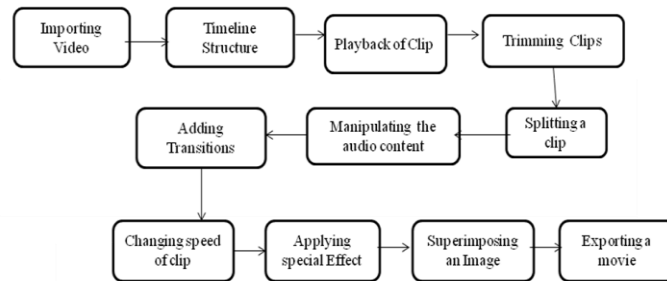 Importing
Video
Timeline
Structure
Playback of Clip
Trimming Clips
Splitting a
clip
Manipulating the
audio content
Adding
Transitions
Changing speed
of clip
Applying
special Effect
Superimposing
an Image
Exporting a
movie